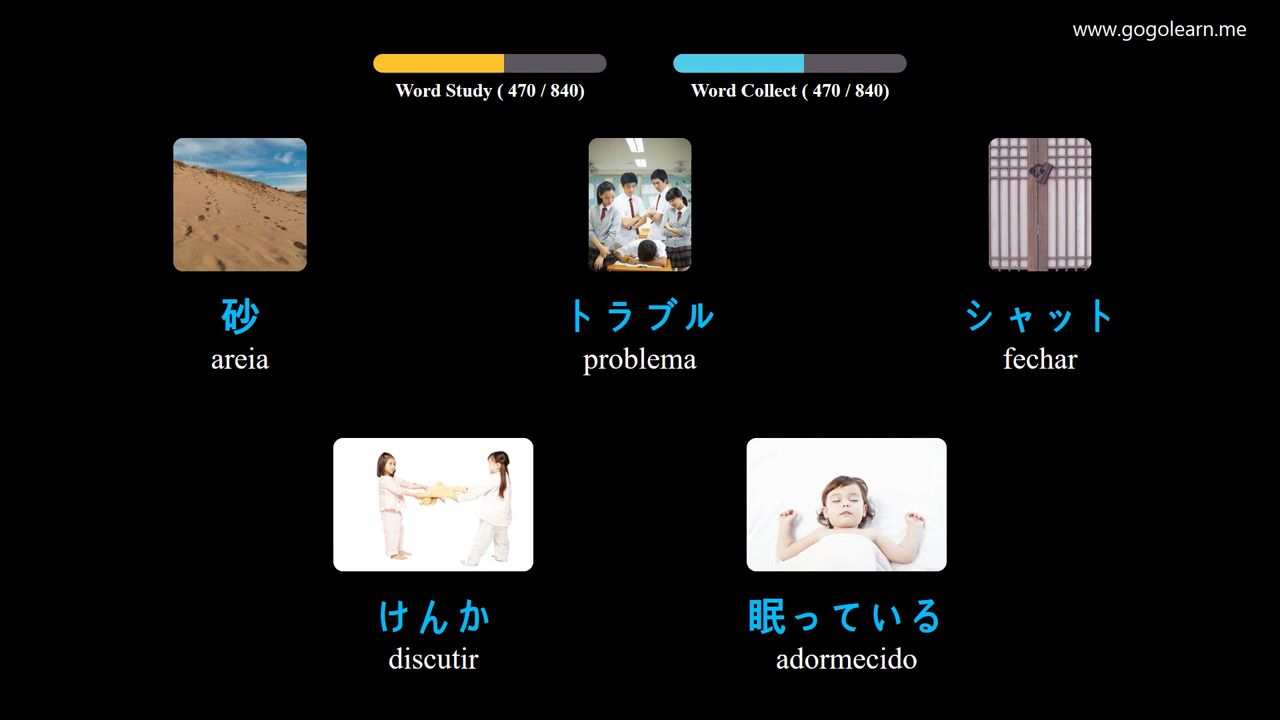 www.gogolearn.me
Word Study ( 470 / 840)
Word Collect ( 470 / 840)
砂
areia
トラブル
problema
シャット
fechar
けんか
discutir
眠っている
adormecido